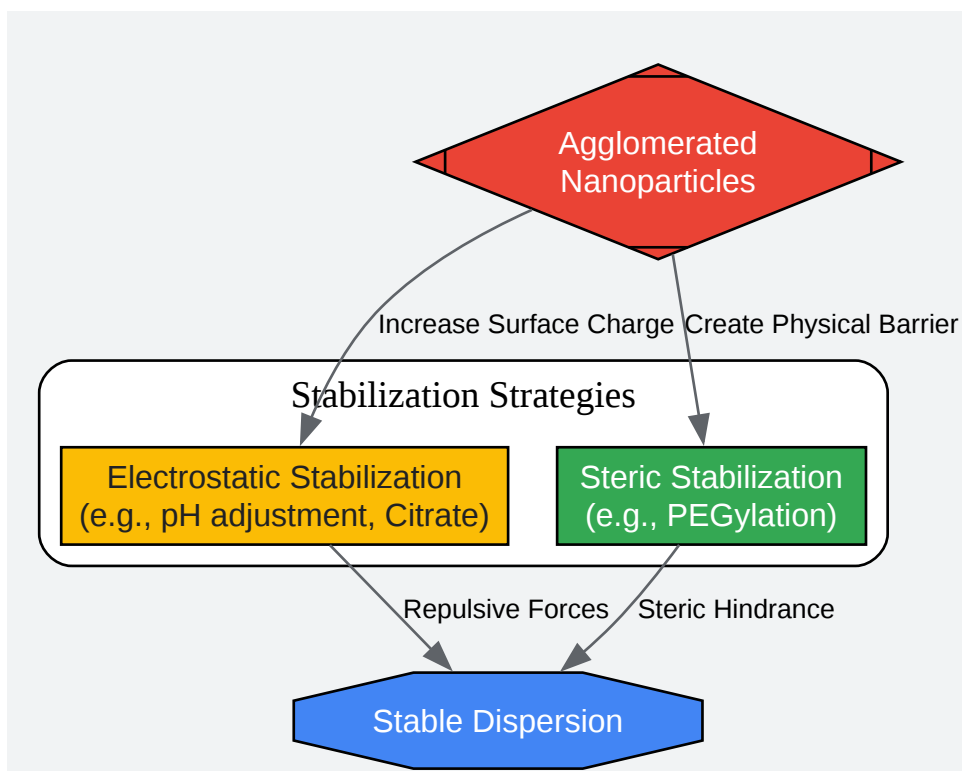 Agglomerated
Nanoparticles
Increase Surface Charge
Create Physical Barrier
Stabilization Strategies
Electrostatic Stabilization
(e.g., pH adjustment, Citrate)
Steric Stabilization
(e.g., PEGylation)
Repulsive Forces
Steric Hindrance
Stable Dispersion